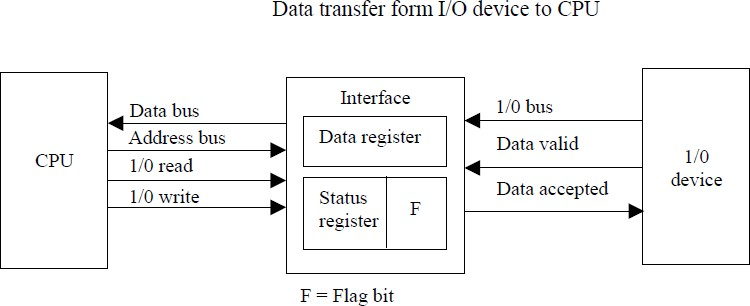 Data transfer form I/O device to CPU
CPU
Data bus
Address bus
1/0 read
1/0 write
Interface
Data register
Status
register
F
1/0 bus
Data valid
Data accepted
1/0
device
F = Flag bit